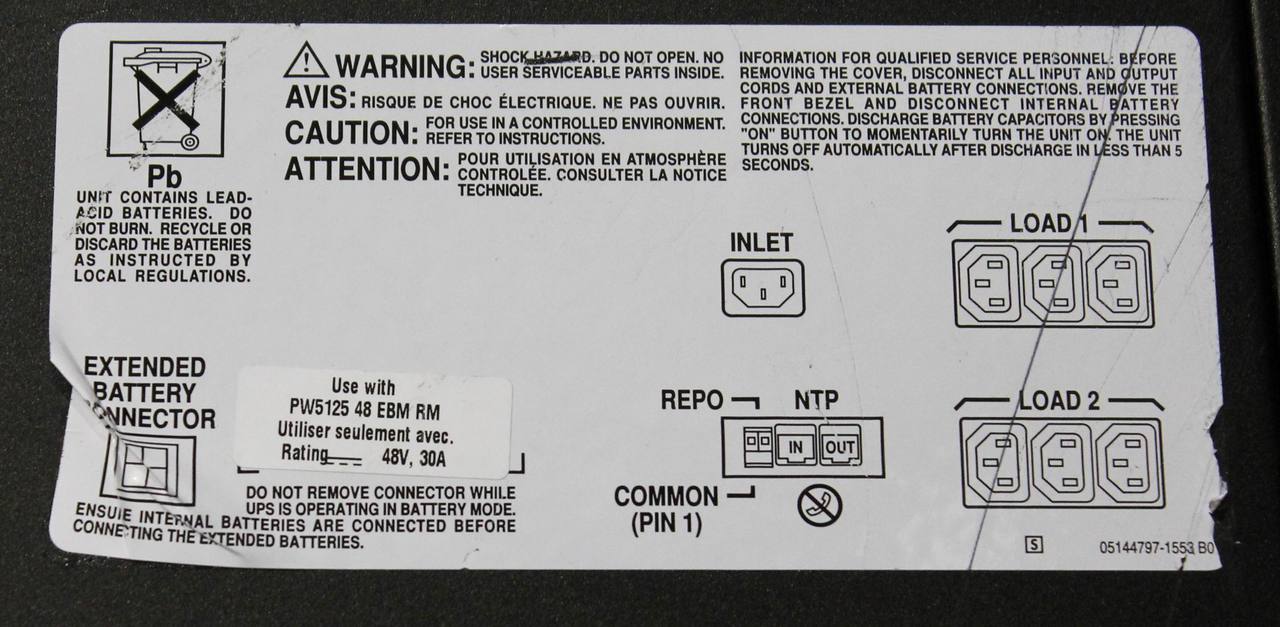 Pb
UNIT CONTAINS LEAD-
ACID BATTERIES. DO
NOT BURN. RECYCLE OR
DISCARD THE BATTERIES
AS INSTRUCTED BY
LOCAL REGULATIONS.
WARNING: SHOCK HAZARD. DO NOT OPEN. NO
USER SERVICEABLE PARTS INSIDE.
AVIS: RISQUE DE CHOC ÉLECTRIQUE. NE PAS OUVRIR.
CAUTION: FOR USE IN A CONTROLLED ENVIRONMENT.
REFER TO INSTRUCTIONS.
ATTENTION: POUR UTILISATION EN ATMOSPHÈRE
CONTROLÉE. CONSULTER LA NOTICE
TECHNIQUE.
INFORMATION FOR QUALIFIED SERVICE PERSONNEL: BEFORE
REMOVING THE COVER, DISCONNECT ALL INPUT AND OUTPUT
CORDS AND EXTERNAL BATTERY CONNECTIONS. REMOVE THE
FRONT BEZEL AND DISCONNECT INTERNAL BATTERY
CONNECTIONS. DISCHARGE BATTERY CAPACITORS BY PRESSING
"ON" BUTTON TO MOMENTARILY TURN THE UNIT ON. THE UNIT
TURNS OFF AUTOMATICALLY AFTER DISCHARGE IN LESS THAN 5
SECONDS.
INLET
LOAD 1
EXTENDED
BATTERY
CONNECTOR
Use with
PW5125 48 EBM RM
Utiliser seulement avec.
Rating 48V, 30A
DO NOT REMOVE CONNECTOR WHILE
UPS IS OPERATING IN BATTERY MODE.
ENSURE INTERNAL BATTERIES ARE CONNECTED BEFORE
CONNECTING THE EXTENDED BATTERIES.
REPO NTP
IN OUT
COMMON
(PIN 1)
LOAD 2
S
05144797-1553 B0